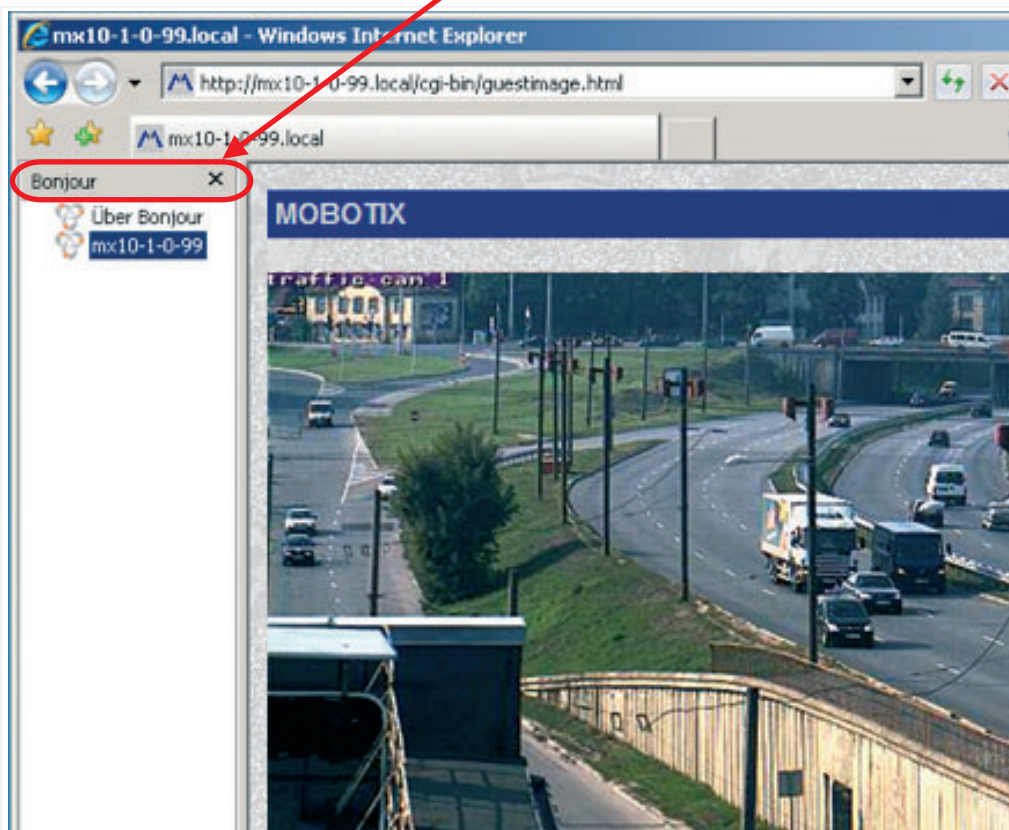 mx10-1-0-99.local - Windows Internet Explorer
http://mx10-1-0-99.local/cgi-bin/guestimage.html
mx10-1-0-99.local
Bonjour
Über Bonjour
mx10-1-0-99
MOBOTIX
traffic-cam 1